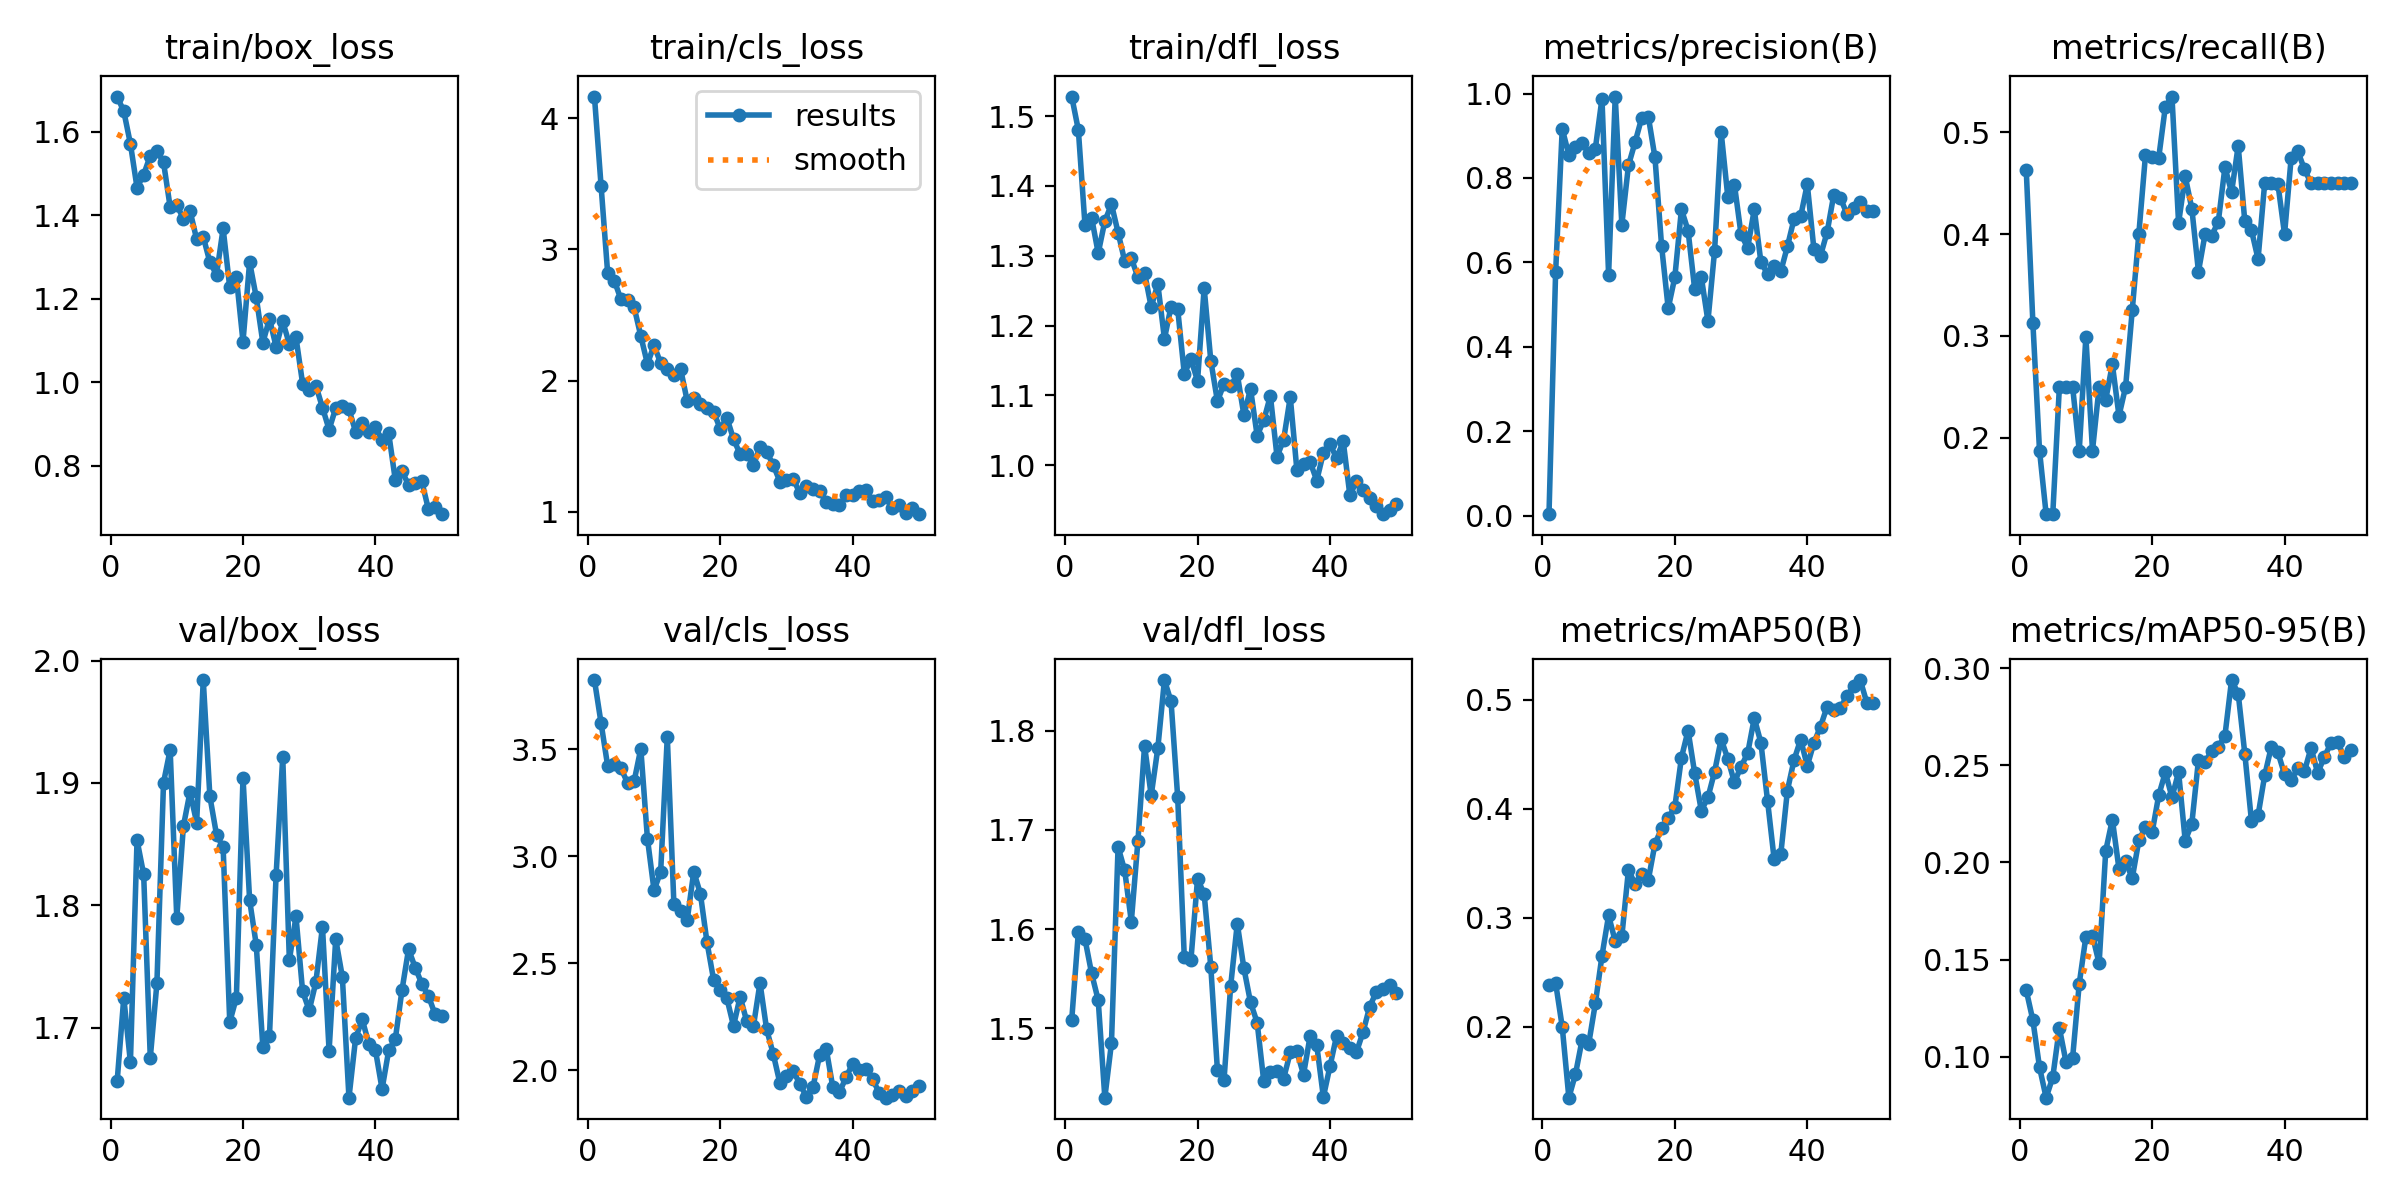 train/box_loss
1.6
1.4
1.2
1.0
0.8
0 20 40
train/cls_loss
results
smooth
4
3
2
1
0 20 40
train/dfl_loss
1.5
1.4
1.3
1.2
1.1
1.0
0 20 40
metrics/precision(B)
1.0
0.8
0.6
0.4
0.2
0.0
0 20 40
metrics/recall(B)
0.5
0.4
0.3
0.2
0 20 40
val/box_loss
2.0
1.9
1.8
1.7
0 20 40
val/cls_loss
3.5
3.0
2.5
2.0
0 20 40
val/dfl_loss
1.8
1.7
1.6
1.5
0 20 40
metrics/mAP50(B)
0.5
0.4
0.3
0.2
0 20 40
metrics/mAP50-95(B)
0.30
0.25
0.20
0.15
0.10
0 20 40